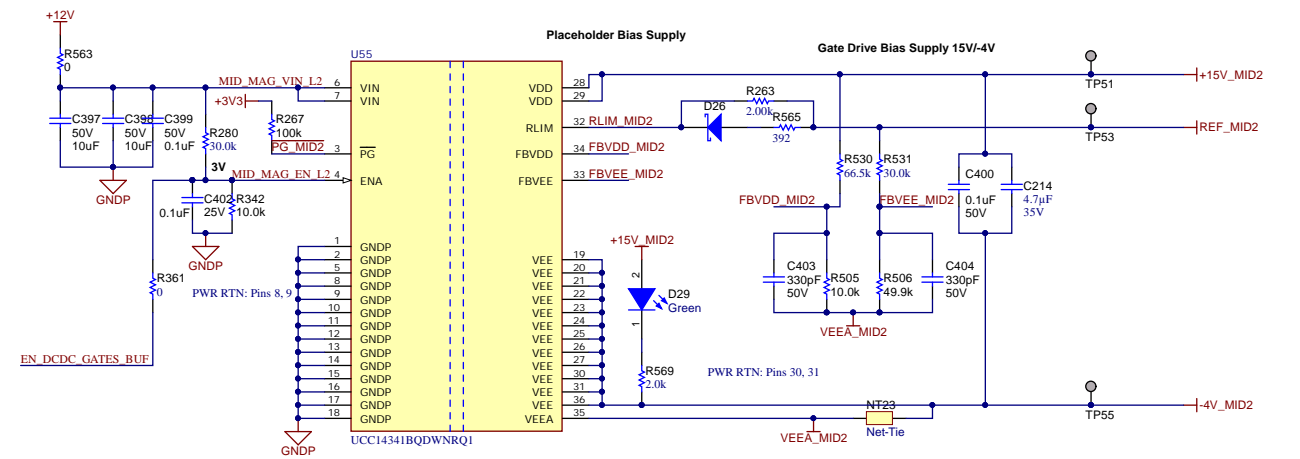 Placeholder Bias Supply
Gate Drive Bias Supply 15V/-4V
+12V
R563
0
MID_MAG_VIN_L2
C397
50V
10uF
C398
50V
10uF
C399
50V
0.1uF
GNDP
R280
30.0k
3V
+3V3
R267
100k
PG_MID2
MID_MAG_EN_L2
C402
0.1uF
25V
R342
10.0k
GNDP
R361
0
PWR RTN: Pins 8, 9
EN_DCDC_GATES_BUF
GNDP
U55
6 VIN
7 VIN
3 PG
4 ENA
1 GNDP
2 GNDP
5 GNDP
8 GNDP
9 GNDP
10 GNDP
11 GNDP
12 GNDP
13 GNDP
14 GNDP
15 GNDP
16 GNDP
17 GNDP
18 GNDP
VDD 28
VDD 29
RLIM 32
FBVDD 34
FBVEE 33
VEE 19
VEE 20
VEE 21
VEE 22
VEE 23
VEE 24
VEE 25
VEE 26
VEE 27
VEE 30
VEE 31
VEE 36
VEEA 35
UCC14341BQDWNRQ1
RLIM_MID2
FBVDD_MID2
FBVEE_MID2
D26
R263
2.00k
R565
392
+15V_MID2
2
D29
Green
1
R569
2.0k
PWR RTN: Pins 30, 31
R530
66.5k
R531
30.0k
FBVDD_MID2
FBVEE_MID2
C403
330pF
50V
R505
10.0k
R506
49.9k
C404
330pF
50V
VEEA_MID2
C400
0.1uF
50V
C214
4.7µF
35V
TP51
+15V_MID2
TP53
REF_MID2
TP55
-4V_MID2
NT23
Net-Tie
VEEA_MID2